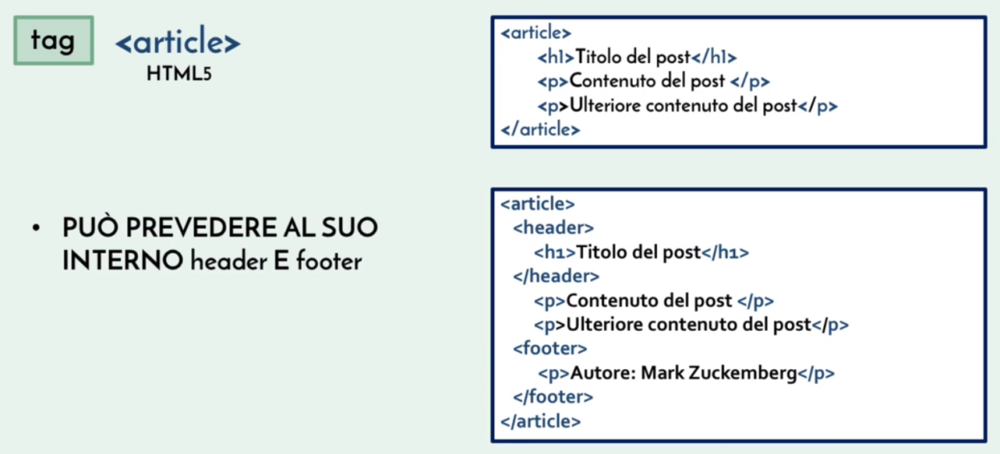 tag <article>
HTML5
<article>
<h1>Titolo del post</h1>
<p>Contenuto del post </p>
<p>Ulteriore contenuto del post</p>
</article>
• PUÒ PREVEDERE AL SUO
INTERNO header E footer
<article>
<header>
<h1>Titolo del post</h1>
</header>
<p>Contenuto del post </p>
<p>Ulteriore contenuto del post</p>
<footer>
<p>Autore: Mark Zuckemberg</p>
</footer>
</article>